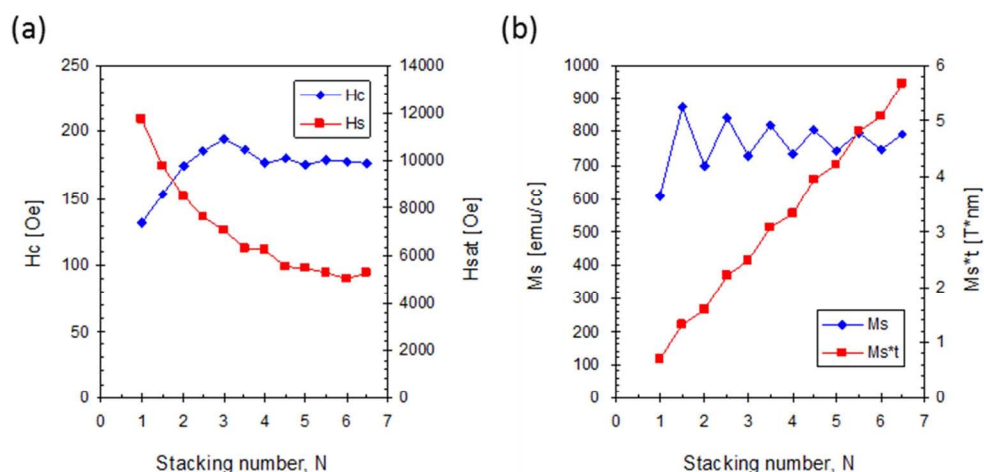 (a)
250
200
150
100
50
0
Hc [Oe]
0 1 2 3 4 5 6 7
Stacking number, N
14000
12000
10000
8000
6000
4000
2000
0
Hsat [Oe]
Hc
Hs
(b)
1000
900
800
700
600
500
400
300
200
100
0
Ms [emu/cc]
0 1 2 3 4 5 6 7
Stacking number, N
6
5
4
3
2
1
0
Ms*t [T*nm]
Ms
Ms*t